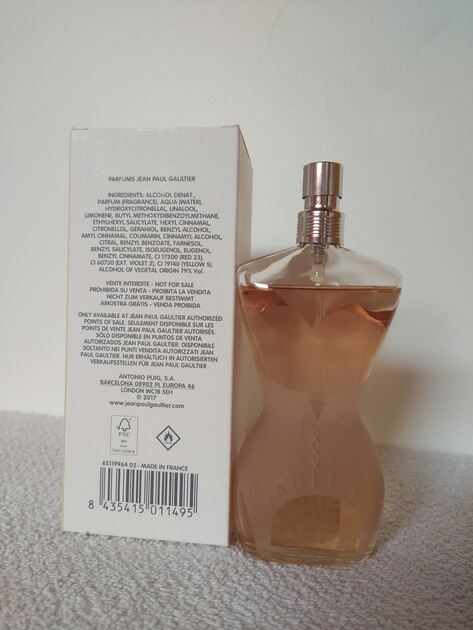 PARFUMS JEAN PAUL GAULTIER
INGREDIENTS: ALCOHOL DENAT.,
PARFUM (FRAGRANCE), AQUA (WATER),
HYDROXYCITRONELLAL, LINALOOL,
LIMONENE, BUTYL METHOXYDIBENZOYLMETHANE,
ETHYLHEXYL SALICYLATE, HEXYL CINNAMAL,
CITRONELLOL, GERANIOL, BENZYL ALCOHOL,
AMYL CINNAMAL, COUMARIN, CINNAMYL ALCOHOL,
CITRAL, BENZYL BENZOATE, FARNESOL,
BENZYL SALICYLATE, ISOEUGENOL, EUGENOL,
BENZYL CINNAMATE, CI 17200 (RED 33),
CI 60730 (EXT. VIOLET 2), CI 19140 (YELLOW 5).
ALCOHOL OF VEGETAL ORIGIN 79% Vol.
VENTE INTERDITE - NOT FOR SALE
PROHIBIDA SU VENTA - PROIBITA LA VENDITA
NICHT ZUM VERKAUF BESTIMMT
AMOSTRA GRÁTIS - VENDA PROIBIDA
ONLY AVAILABLE AT JEAN PAUL GAULTIER AUTHORIZED
POINTS OF SALE. SEULEMENT DISPONIBLE SUR LES
POINTS DE VENTE JEAN PAUL GAULTIER AUTORISÉS.
SÓLO DISPONIBLE EN PUNTOS DE VENTA
AUTORIZADOS JEAN PAUL GAULTIER. DISPONIBILE
SOLTANTO NEI PUNTI VENDITA AUTORIZZATI JEAN
PAUL GAULTIER. NUR ERHÄLTLICH IN AUTORISIERTEN
VERKAUFSSTELLEN FÜR JEAN PAUL GAULTIER
ANTONIO PUIG, S.A.
BARCELONA 08902 PL EUROPA 46
LONDON WC1B 5EH
© 2017
www.jeanpaulgaultier.com
FSC
MIX
65119964 02 - MADE IN FRANCE
8 435415 011495
GAULTIER